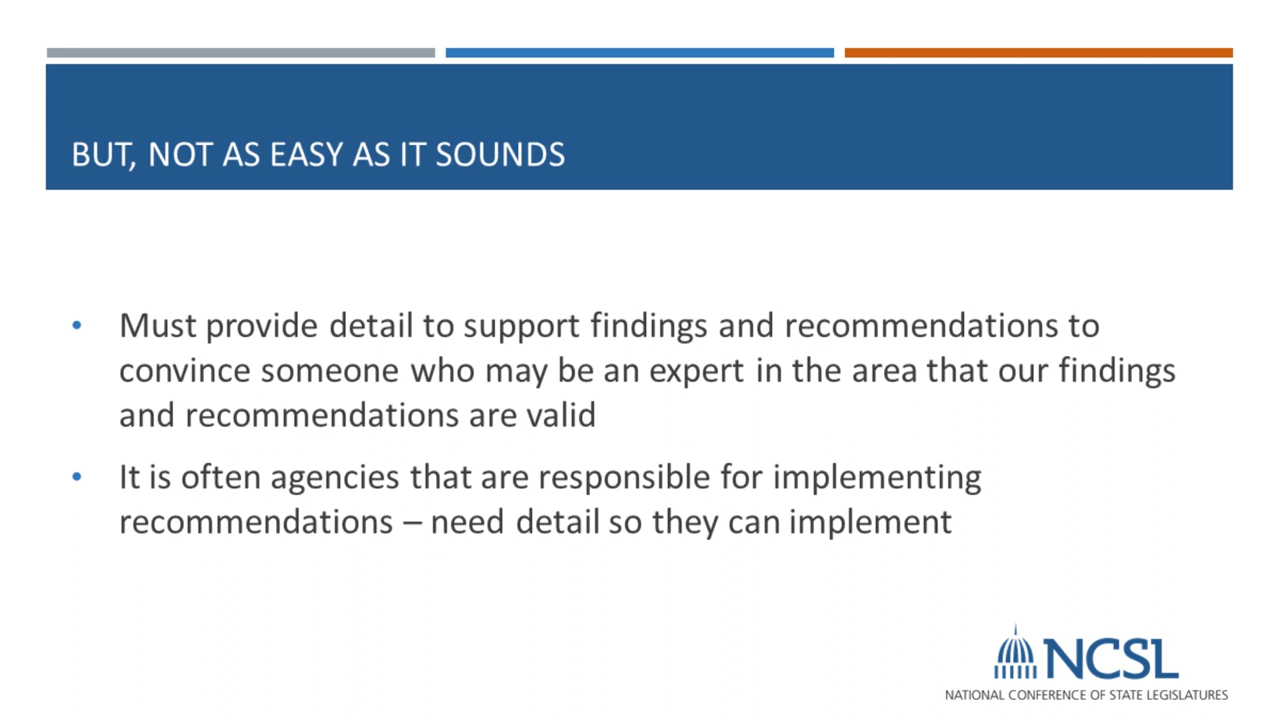 BUT, NOT AS EASY AS IT SOUNDS
• Must provide detail to support findings and recommendations to
convince someone who may be an expert in the area that our findings
and recommendations are valid
• It is often agencies that are responsible for implementing
recommendations – need detail so they can implement
NCSL
NATIONAL CONFERENCE OF STATE LEGISLATURES